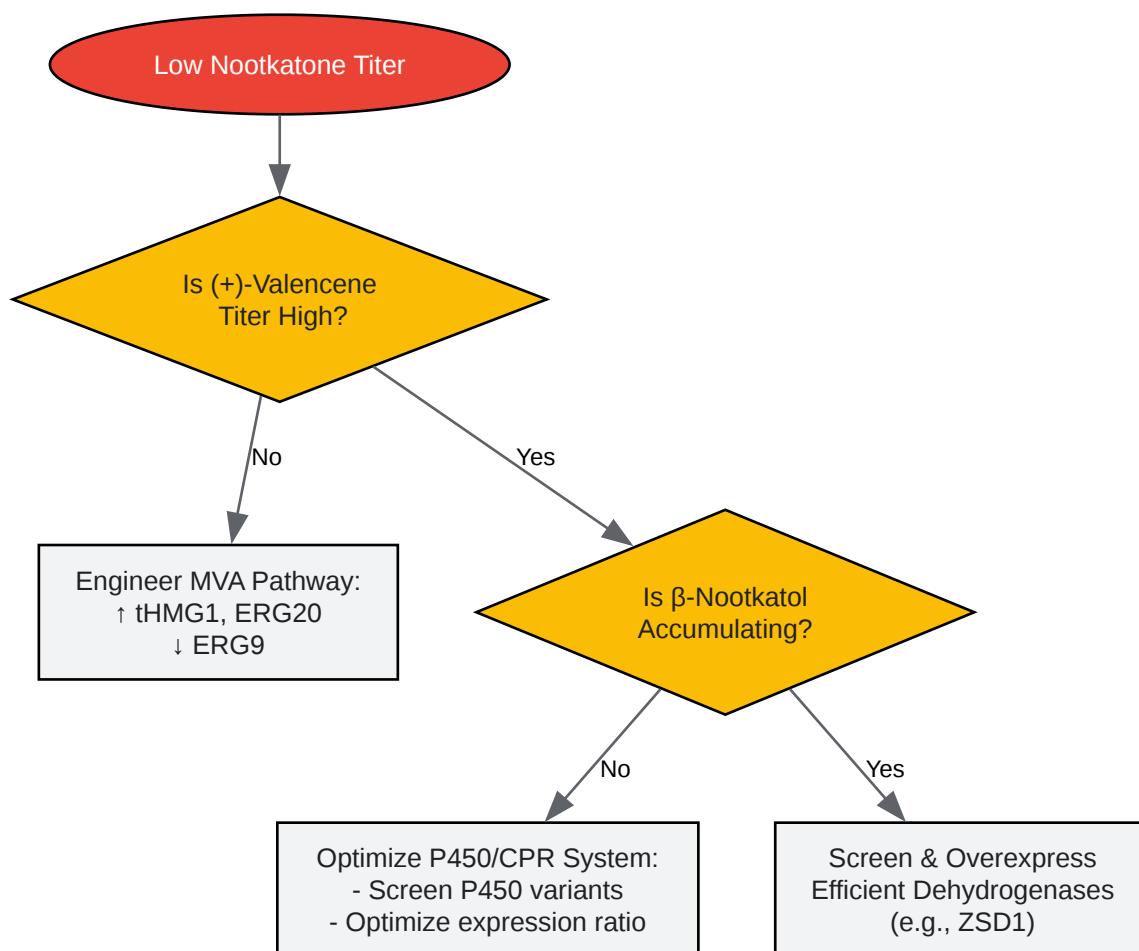 Low Nootkatone Titer
Is (+)-Valencene
Titer High?
No
Yes
Engineer MVA Pathway:
↑ tHMG1, ERG20
↓ ERG9
Is β-Nootkatol
Accumulating?
No
Yes
Optimize P450/CPR System:
- Screen P450 variants
- Optimize expression ratio
Screen & Overexpress
Efficient Dehydrogenases
(e.g., ZSD1)